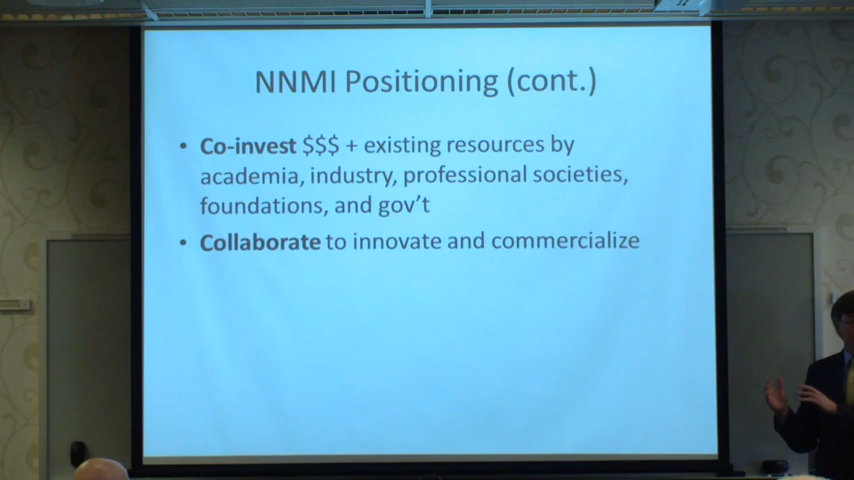 NNMI Positioning (cont.)
• Co-invest $$$ + existing resources by
academia, industry, professional societies,
foundations, and gov't
• Collaborate to innovate and commercialize